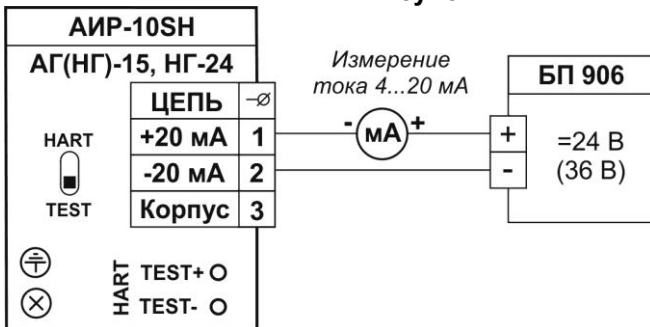 АИР-10SH
АГ(НГ)-15, НГ-24
ЦЕПЬ
+20 мА 1
-20 мА 2
Корпус 3
HART
TEST
HART
TEST+
TEST-
Измерение
тока 4...20 мА
- мА +
БП 906
+
-
=24 В
(36 В)